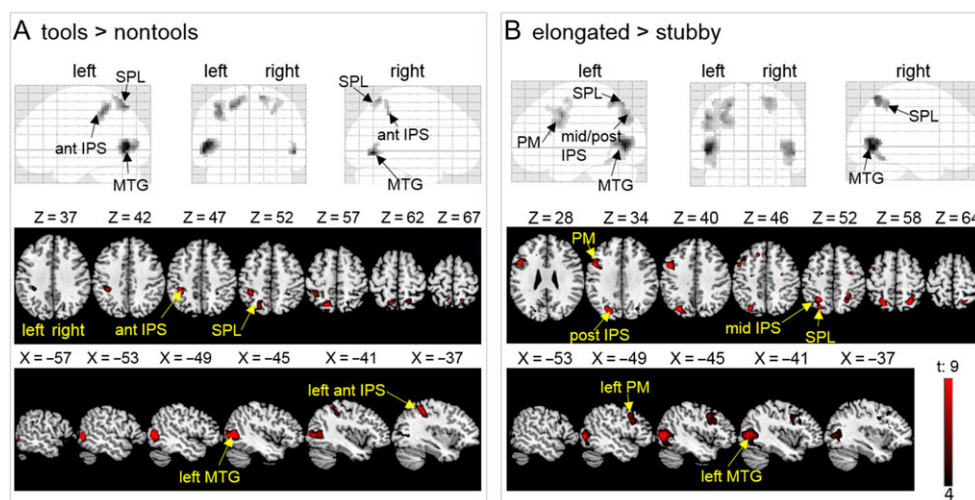 A tools > nontools
left
left right
right
SPL
SPL
ant IPS
ant IPS
MTG
MTG
Z = 37 Z = 42 Z = 47 Z = 52 Z = 57 Z = 62 Z = 67
left right ant IPS SPL
X = –57 X = –53 X = –49 X = –45 X = –41 X = –37
left ant IPS
left MTG
B elongated > stubby
left
left right
right
SPL
SPL
PM mid/post
IPS
MTG
MTG
Z = 28 Z = 34 Z = 40 Z = 46 Z = 52 Z = 58 Z = 64
PM
post IPS mid IPS SPL
X = –53 X = –49 X = –45 X = –41 X = –37
left PM
left MTG
t: 9
4